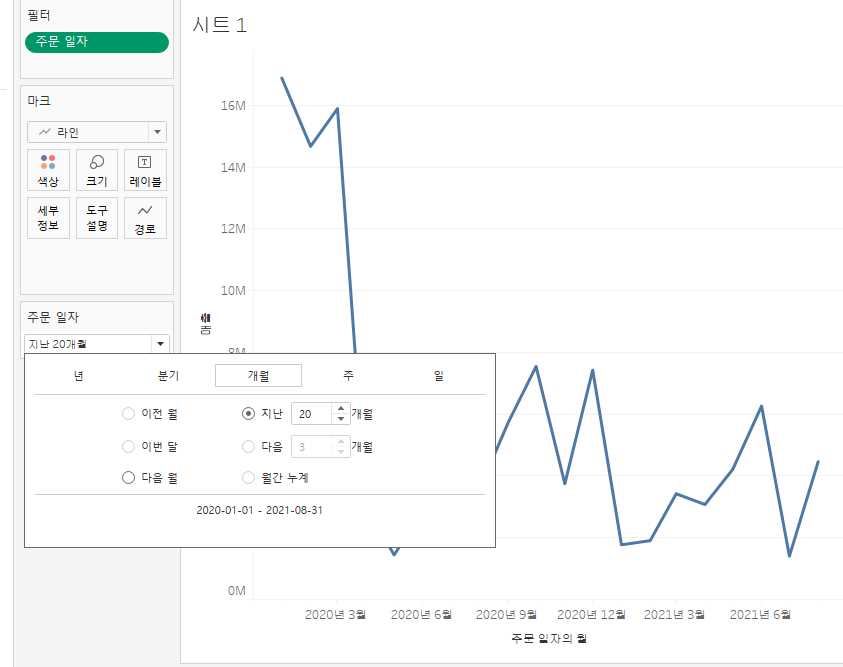 필터
주문 일자
마크
라인
색상
크기
레이블
세부 정보
도구 설명
경로
주문 일자
지난 20개월
년
분기
개월
주
일
이전 월
지난 20 개월
이번 달
다음 3 개월
다음 월
월간 누계
2020-01-01 - 2021-08-31
시트 1
16M
14M
12M
10M
8M
0M
2020년 3월
2020년 6월
2020년 9월
2020년 12월
2021년 3월
2021년 6월
주문 일자의 월